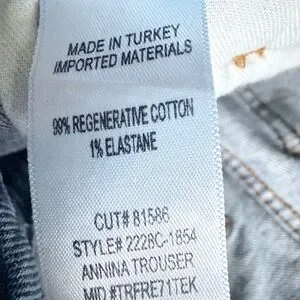 MADE IN TURKEY
IMPORTED MATERIALS
99% REGENERATIVE COTTON
1% ELASTANE
CUT# 81586
STYLE# 2228C-1854
ANNINA TROUSER
MID #TRFRE71TEK